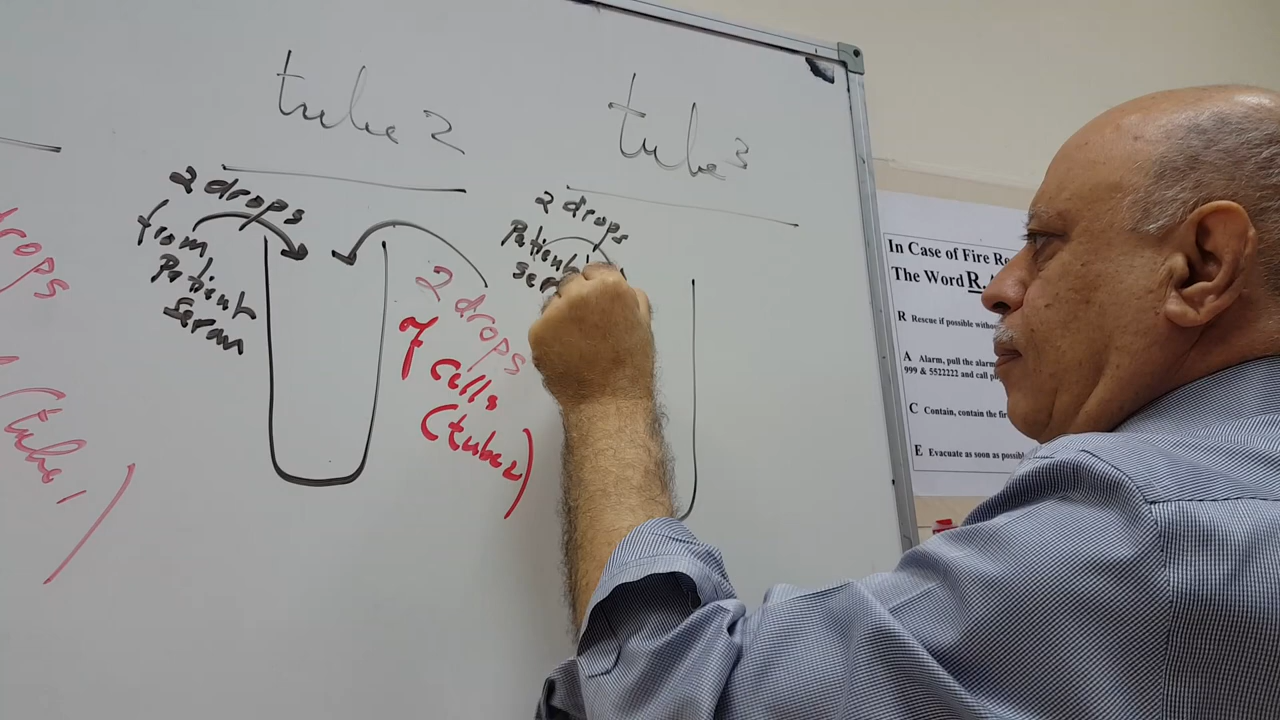 tube 2
tube 3
2 drops
from
Patient
Seram
2 drops
of cells
(tube 2)
2 drops
Patient
ser
rops
(tube 1
In Case of Fire Re
The Word R.
R Rescue if possible witho
A Alarm, pull the alarm
999 & 5522222 and call p
C Contain, contain the fir
E Evacuate as soon as possib